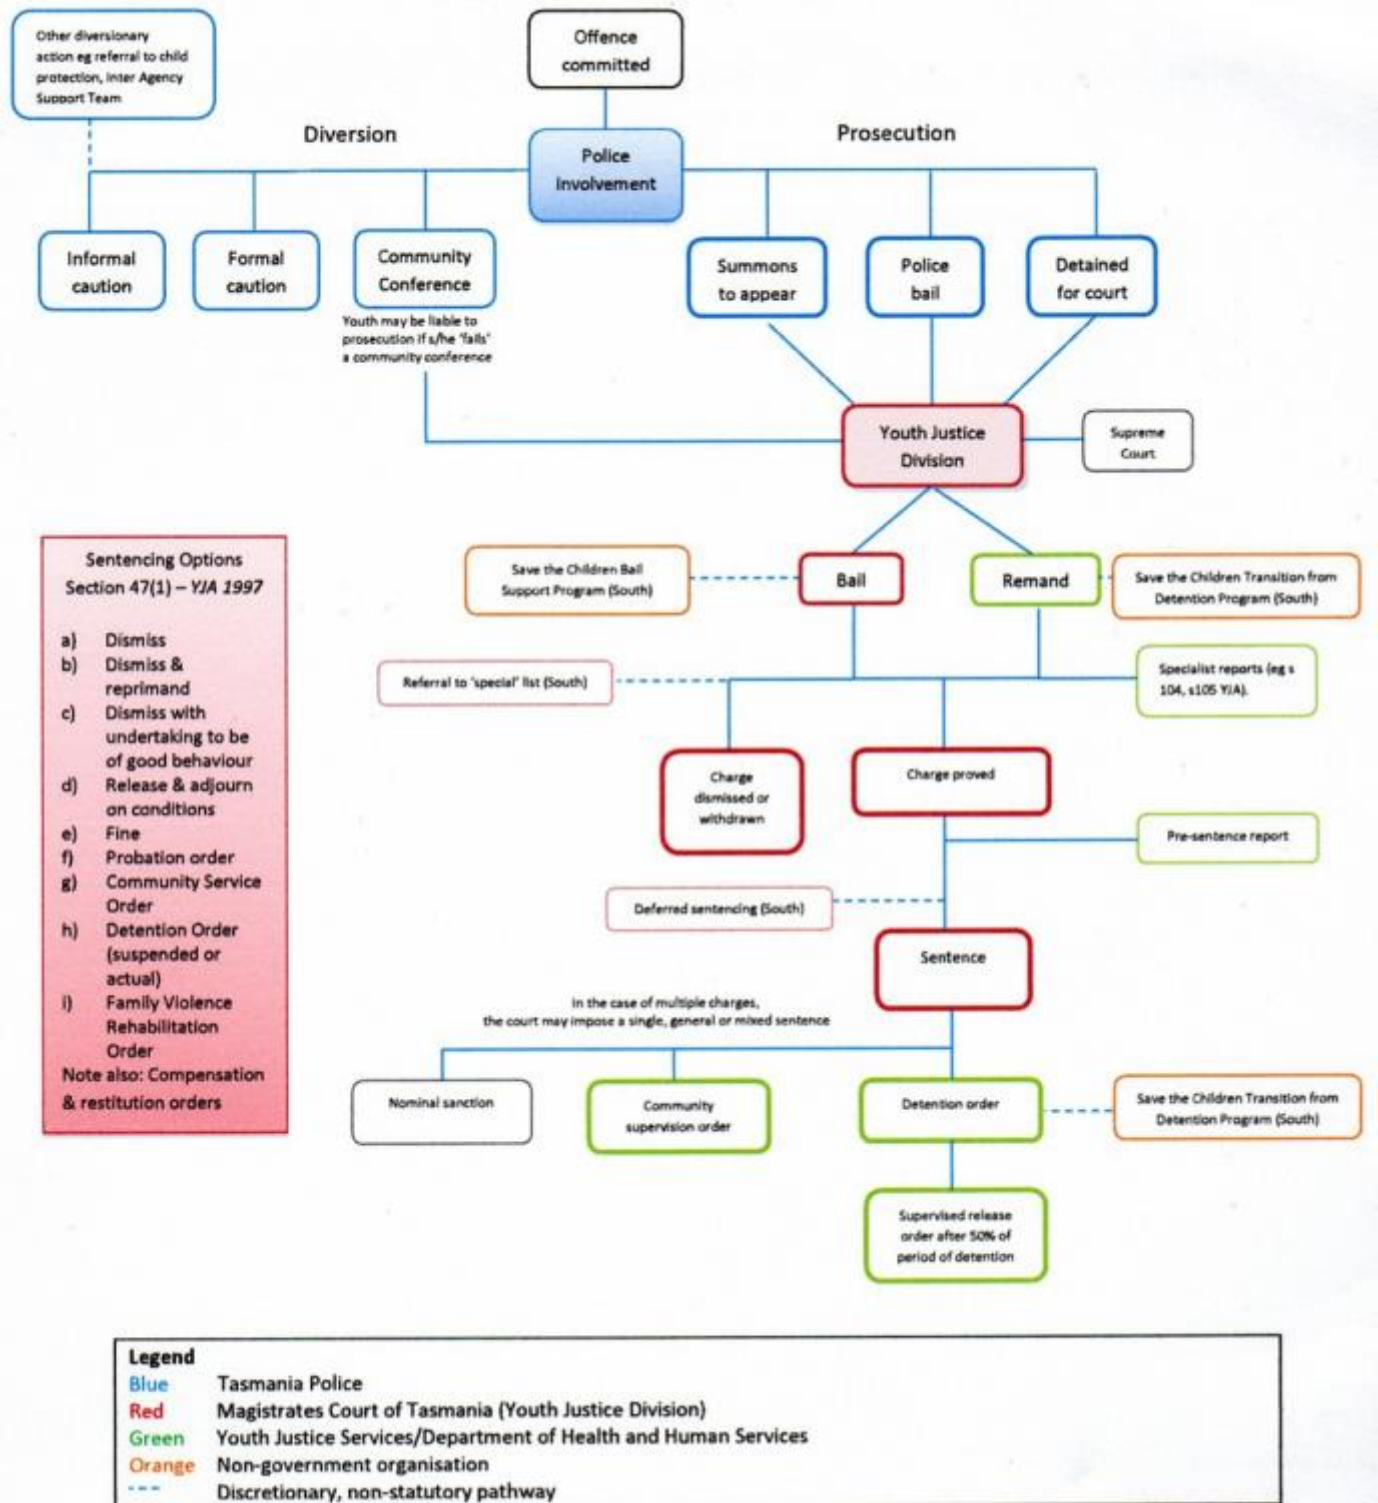 Other diversionary
action eg referral to child
protection, Inter Agency
Support Team
Offence
committed
Diversion
Prosecution
Police
Involvement
Informal
caution
Formal
caution
Community
Conference
Summons
to appear
Police
bail
Detained
for court
Youth may be liable to
prosecution if s/he 'fails'
a community conference
Youth Justice
Division
Supreme
Court
Sentencing Options
Section 47(1) – YJA 1997
a) Dismiss
b) Dismiss &
reprimand
c) Dismiss with
undertaking to be
of good behaviour
d) Release & adjourn
on conditions
e) Fine
f) Probation order
g) Community Service
Order
h) Detention Order
(suspended or
actual)
i) Family Violence
Rehabilitation
Order
Note also: Compensation
& restitution orders
Save the Children Bail
Support Program (South)
Bail
Remand
Save the Children Transition from
Detention Program (South)
Referral to 'special' list (South)
Specialist reports (eg s
104, s105 YJA).
Charge
dismissed or
withdrawn
Charge proved
Pre-sentence report
Deferred sentencing (South)
Sentence
In the case of multiple charges,
the court may impose a single, general or mixed sentence
Nominal sanction
Community
supervision order
Detention order
Save the Children Transition from
Detention Program (South)
Supervised release
order after 50% of
period of detention
Legend
Blue Tasmania Police
Red Magistrates Court of Tasmania (Youth Justice Division)
Green Youth Justice Services/Department of Health and Human Services
Orange Non-government organisation
--- Discretionary, non-statutory pathway